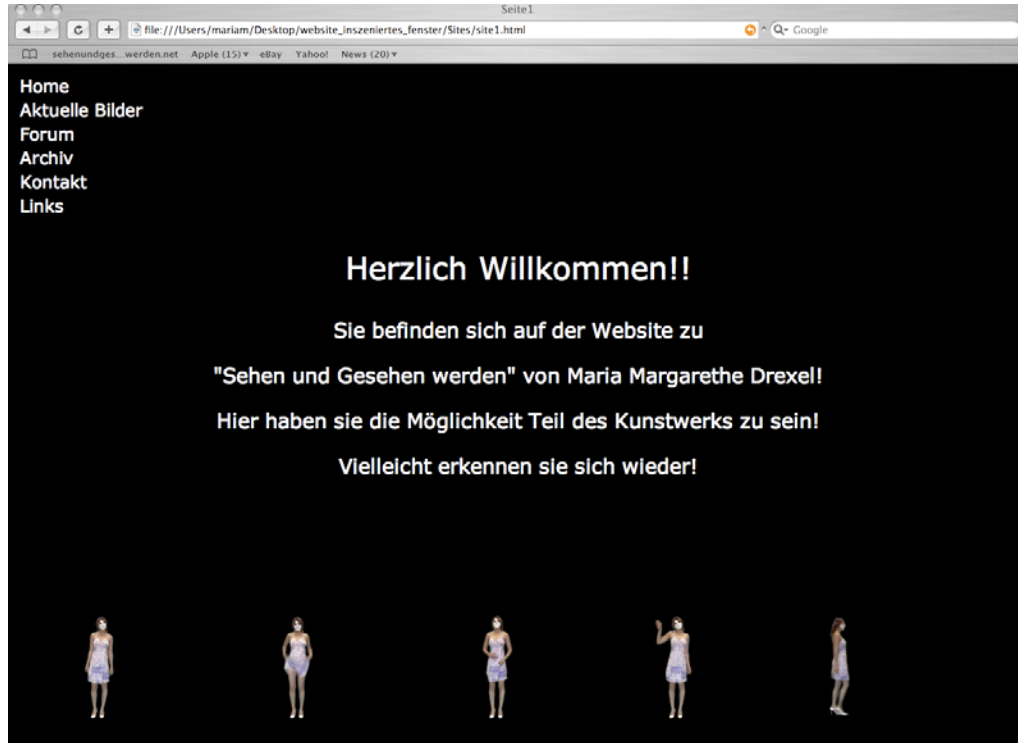 Seite1
file:///Users/mariam/Desktop/website_inszeniertes_fenster/Sites/site1.html
Google
sehenundges...werden.net Apple (15) eBay Yahoo! News (20)
Home
Aktuelle Bilder
Forum
Archiv
Kontakt
Links
Herzlich Willkommen!!
Sie befinden sich auf der Website zu
"Sehen und Gesehen werden" von Maria Margarethe Drexel!
Hier haben sie die Möglichkeit Teil des Kunstwerks zu sein!
Vielleicht erkennen sie sich wieder!